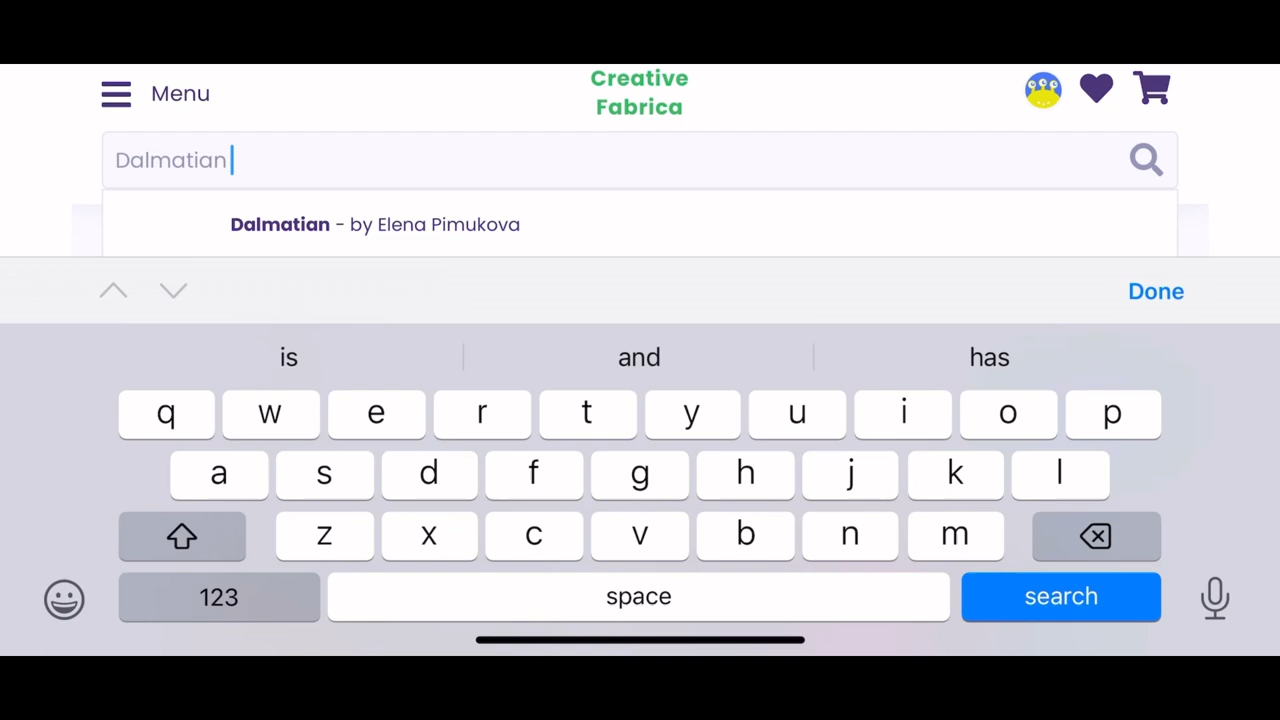 Menu
Creative
Fabrica
Dalmatian
Dalmatian - by Elena Pimukova
Done
is and has
q w e r t y u i o p
a s d f g h j k l
z x c v b n m
123 space search